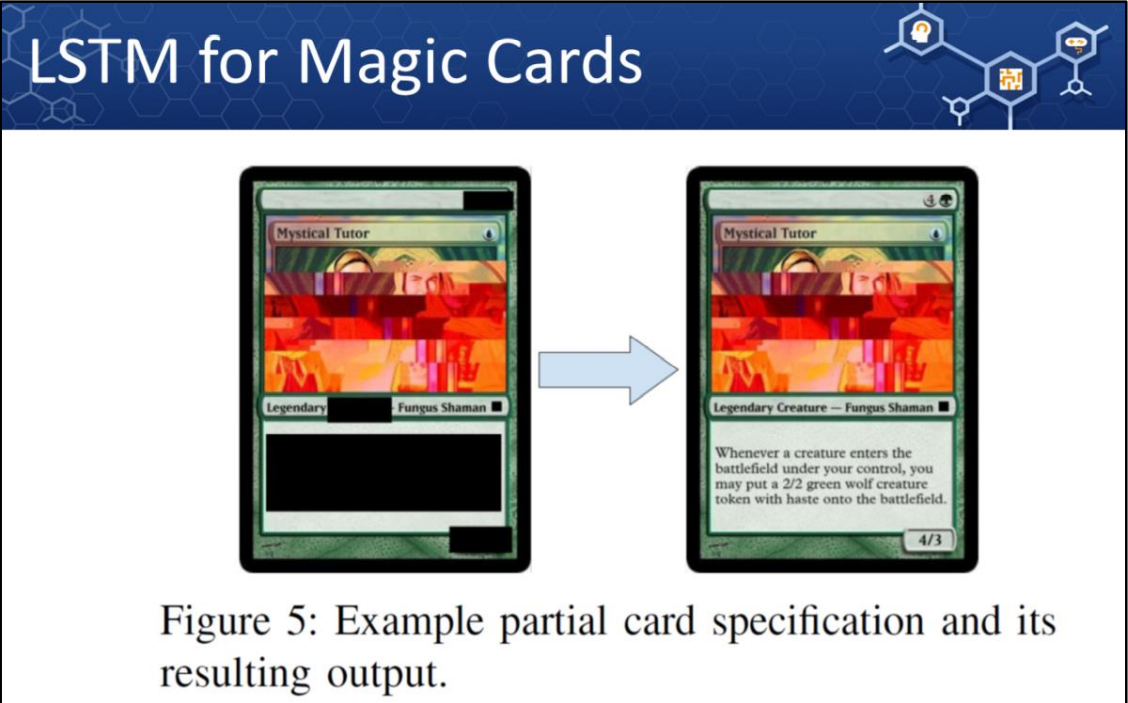 LSTM for Magic Cards
Mystical Tutor
Legendary
Fungus Shaman
4
Mystical Tutor
Legendary Creature — Fungus Shaman
Whenever a creature enters the
battlefield under your control, you
may put a 2/2 green wolf creature
token with haste onto the battlefield.
4/3
Figure 5: Example partial card specification and its
resulting output.